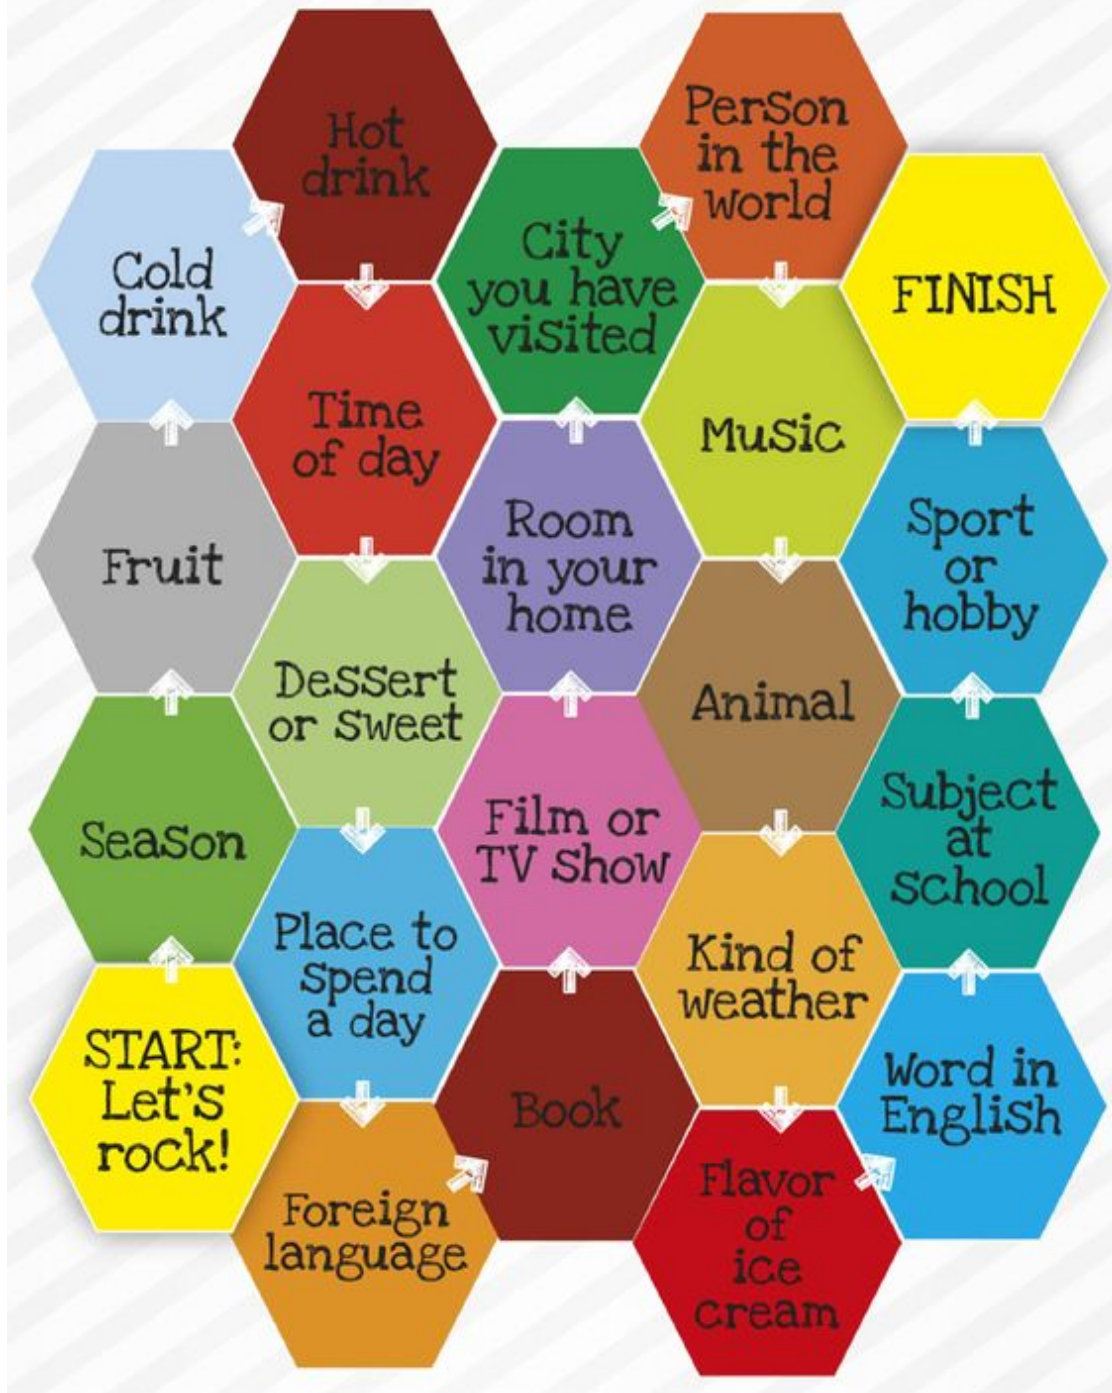 START:
Let's
rock!
Season
Fruit
Cold
drink
Hot
drink
Time
of day
Dessert
or sweet
Place to
spend
a day
Foreign
language
Book
Film or
TV show
Room
in your
home
City
you have
visited
Person
in the
world
Music
Animal
Kind of
weather
Flavor
of
ice
cream
Word in
English
Subject
at
school
Sport
or
hobby
FINISH